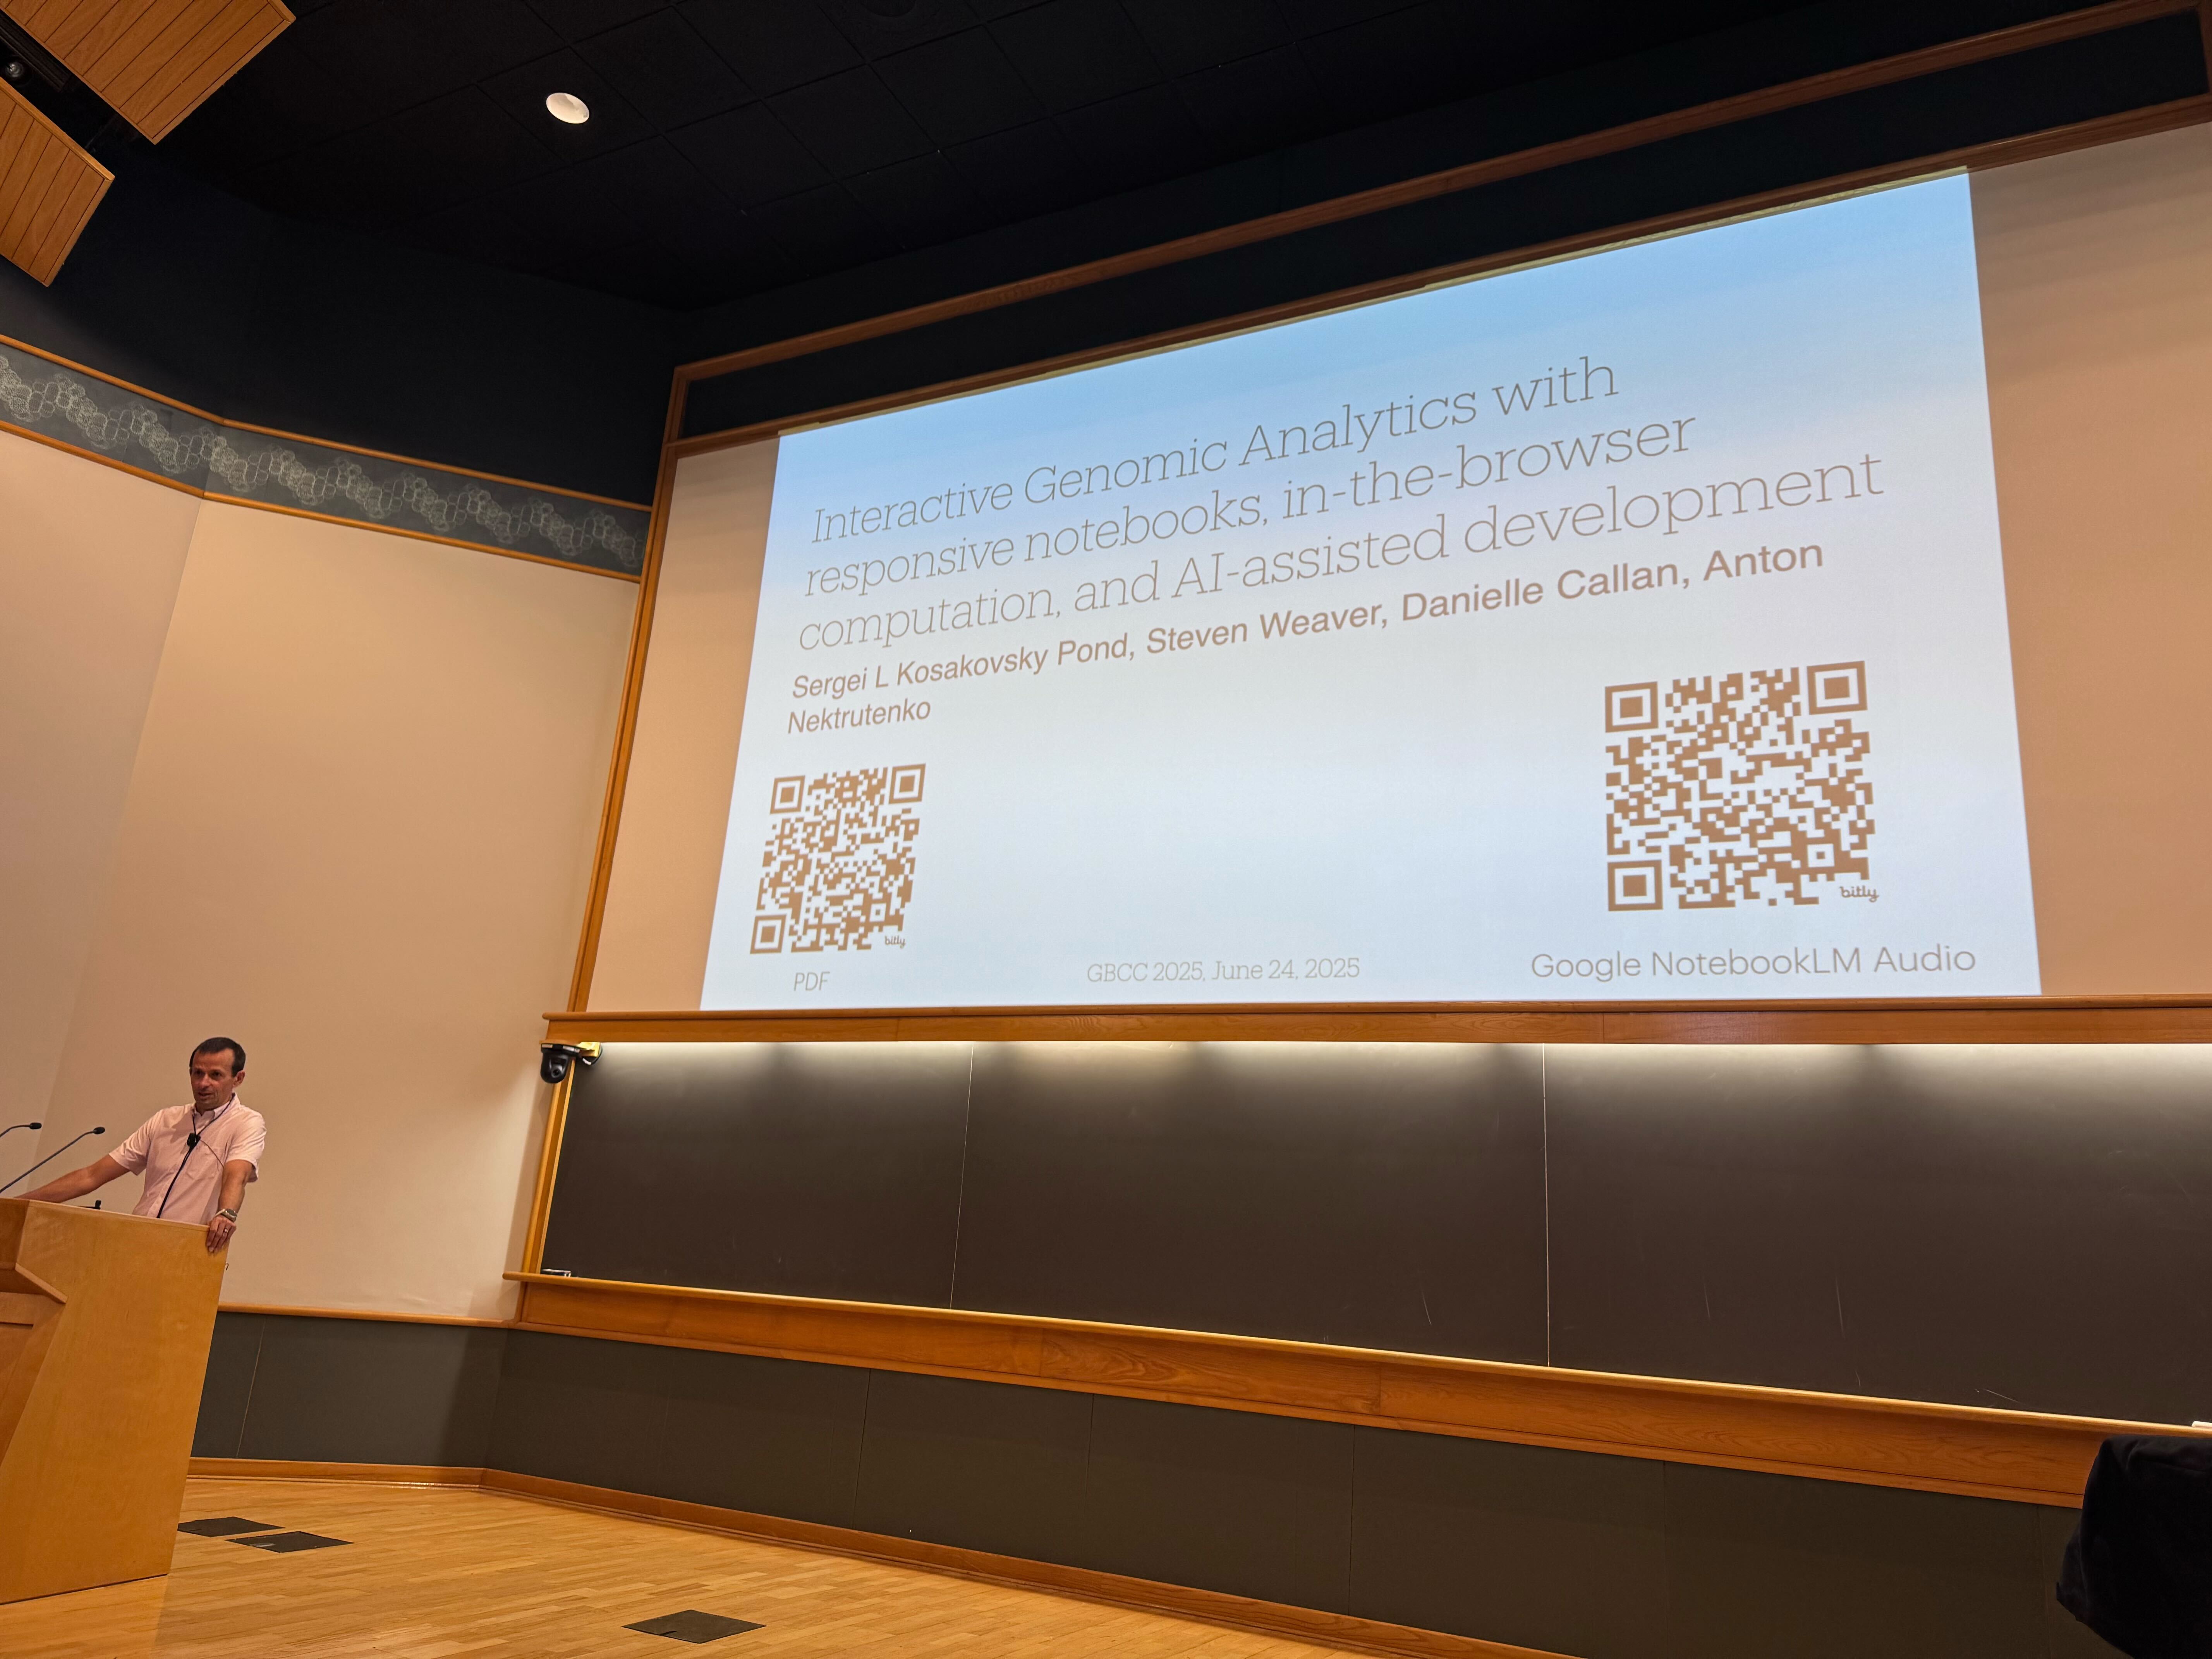 Interactive Genomic Analytics with
responsive notebooks, in-the-browser
computation, and AI-assisted development
Sergei L Kosakovsky Pond, Steven Weaver, Danielle Callan, Anton
Nektrutenko
bitly
bitly
PDF
GBCC 2025, June 24, 2025
Google NotebookLM Audio